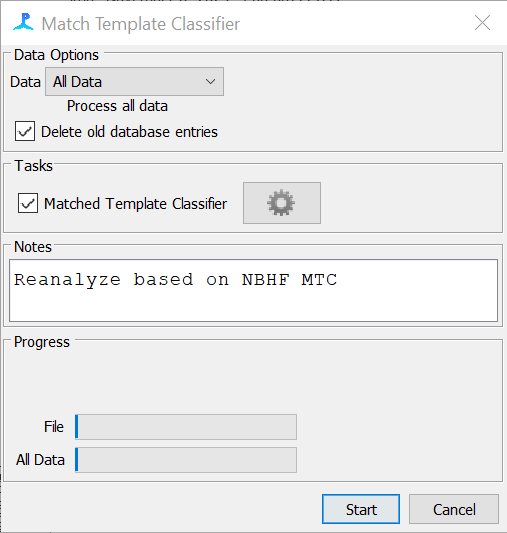 Match Template Classifier
Data Options
Data All Data
Process all data
Delete old database entries
Tasks
Matched Template Classifier
Notes
Reanalyze based on NBHF MTC
Progress
File
All Data
Start Cancel